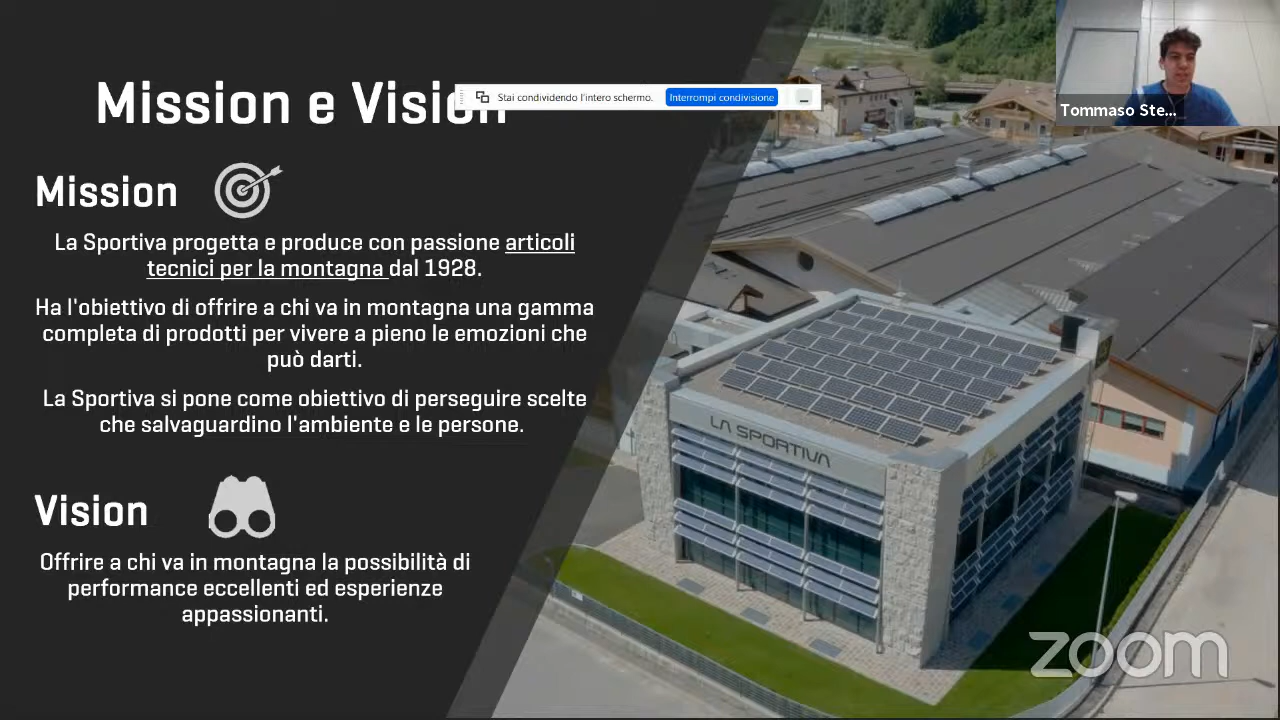 Mission e Vision
Stai condividendo l'intero schermo. Interrompi condivisione
Tommaso Ste...
Mission
La Sportiva progetta e produce con passione articoli
tecnici per la montagna dal 1928.
Ha l'obiettivo di offrire a chi va in montagna una gamma
completa di prodotti per vivere a pieno le emozioni che
può darti.
La Sportiva si pone come obiettivo di perseguire scelte
che salvaguardino l'ambiente e le persone.
LA SPORTIVA
Vision
Offrire a chi va in montagna la possibilità di
performance eccellenti ed esperienze
appassionanti.
zoom